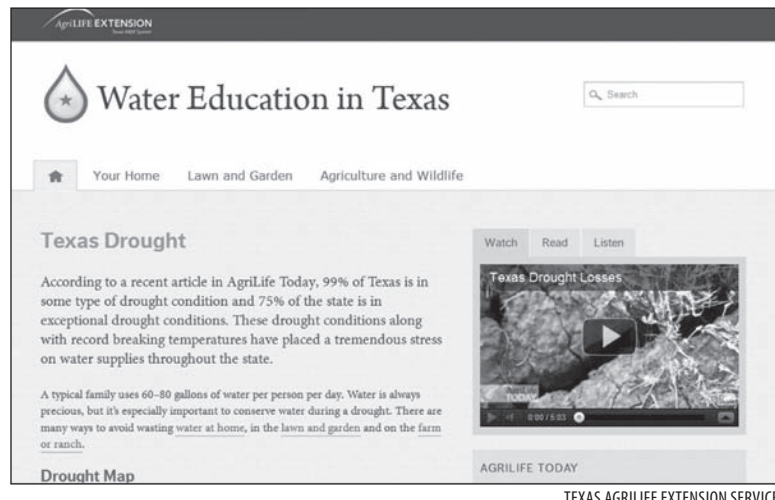 AgriLIFE EXTENSION
Texas A&M System
Water Education in Texas
Search
Your Home Lawn and Garden Agriculture and Wildlife
Texas Drought
According to a recent article in AgriLife Today, 99% of Texas is in
some type of drought condition and 75% of the state is in
exceptional drought conditions. These drought conditions along
with record breaking temperatures have placed a tremendous stress
on water supplies throughout the state.
A typical family uses 60–80 gallons of water per person per day. Water is always
precious, but it's especially important to conserve water during a drought. There are
many ways to avoid wasting water at home, in the lawn and garden and on the farm
or ranch.
Drought Map
Watch Read Listen
Texas Drought Losses
TODAY
0:00 / 5:03
AGRILIFE TODAY
TEXAS AGRILIFE EXTENSION SERVICE